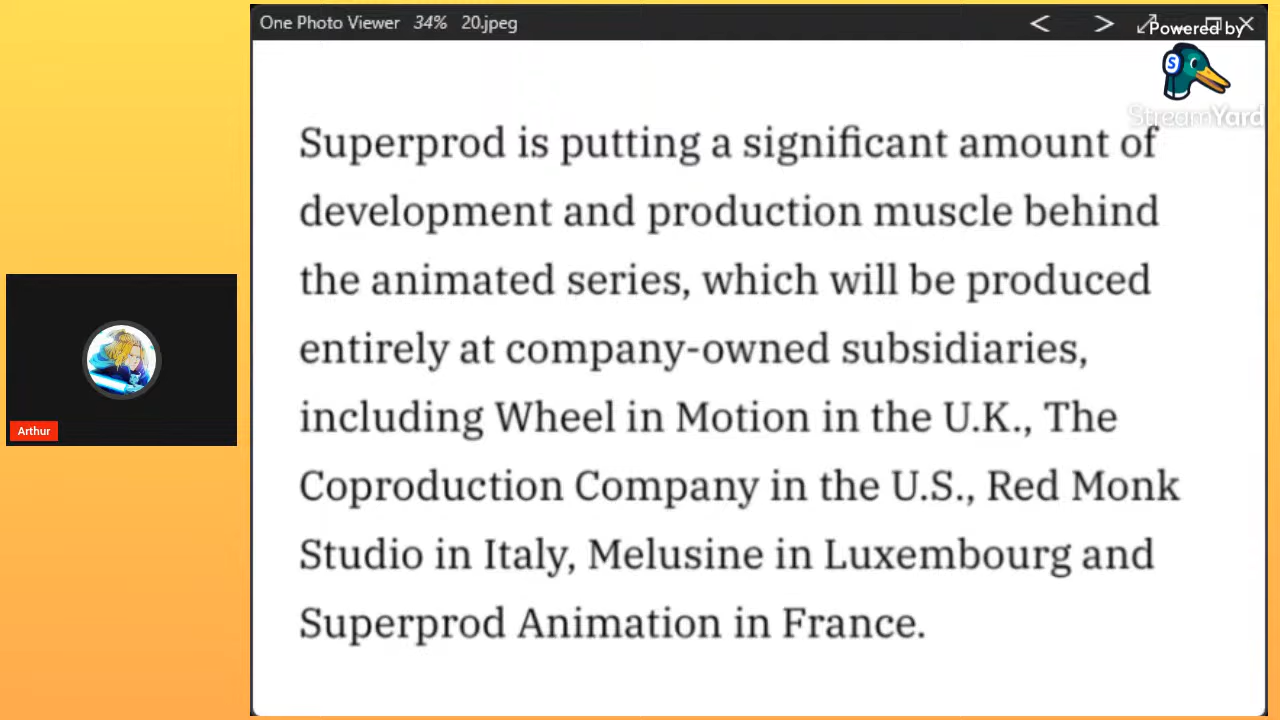 One Photo Viewer 34% 20.jpeg
Powered by
S
StreamYard
Superprod is putting a significant amount of
development and production muscle behind
the animated series, which will be produced
entirely at company-owned subsidiaries,
including Wheel in Motion in the U.K., The
Coproduction Company in the U.S., Red Monk
Studio in Italy, Melusine in Luxembourg and
Superprod Animation in France.
Arthur